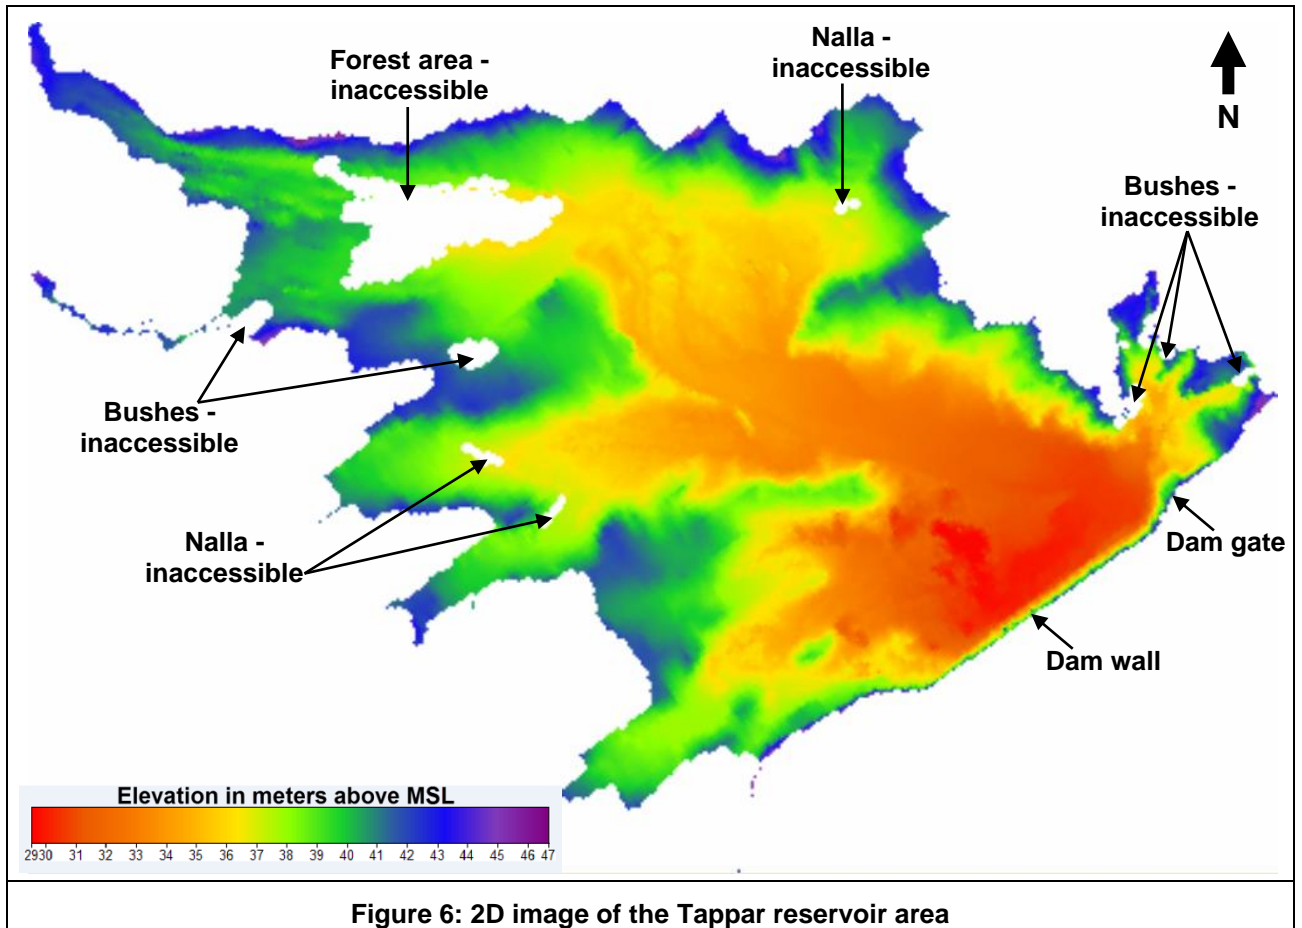 Nalla -
inaccessible
Forest area -
inaccessible
N
Bushes -
inaccessible
Bushes -
inaccessible
Nalla -
inaccessible
Dam gate
Dam wall
Elevation in meters above MSL
2930 31 32 33 34 35 36 37 38 39 40 41 42 43 44 45 46 47
Figure 6: 2D image of the Tappar reservoir area